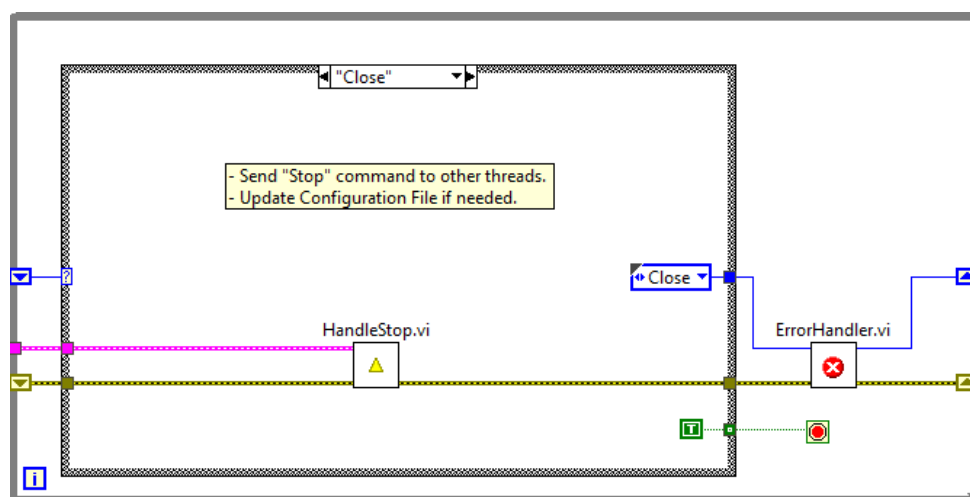 "Close"
- Send "Stop" command to other threads.
- Update Configuration File if needed.
?
Close
HandleStop.vi
ErrorHandler.vi
T
i